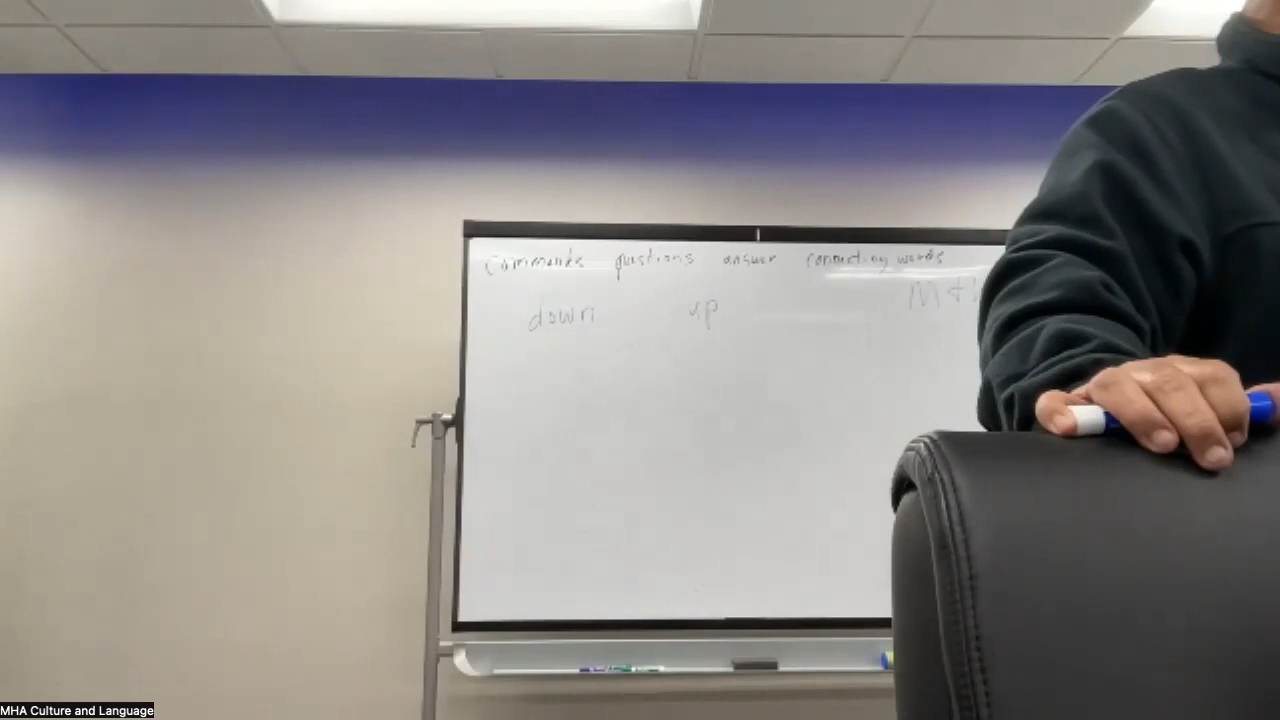 commands questions answer connecting words
down up
MHA Culture and Language